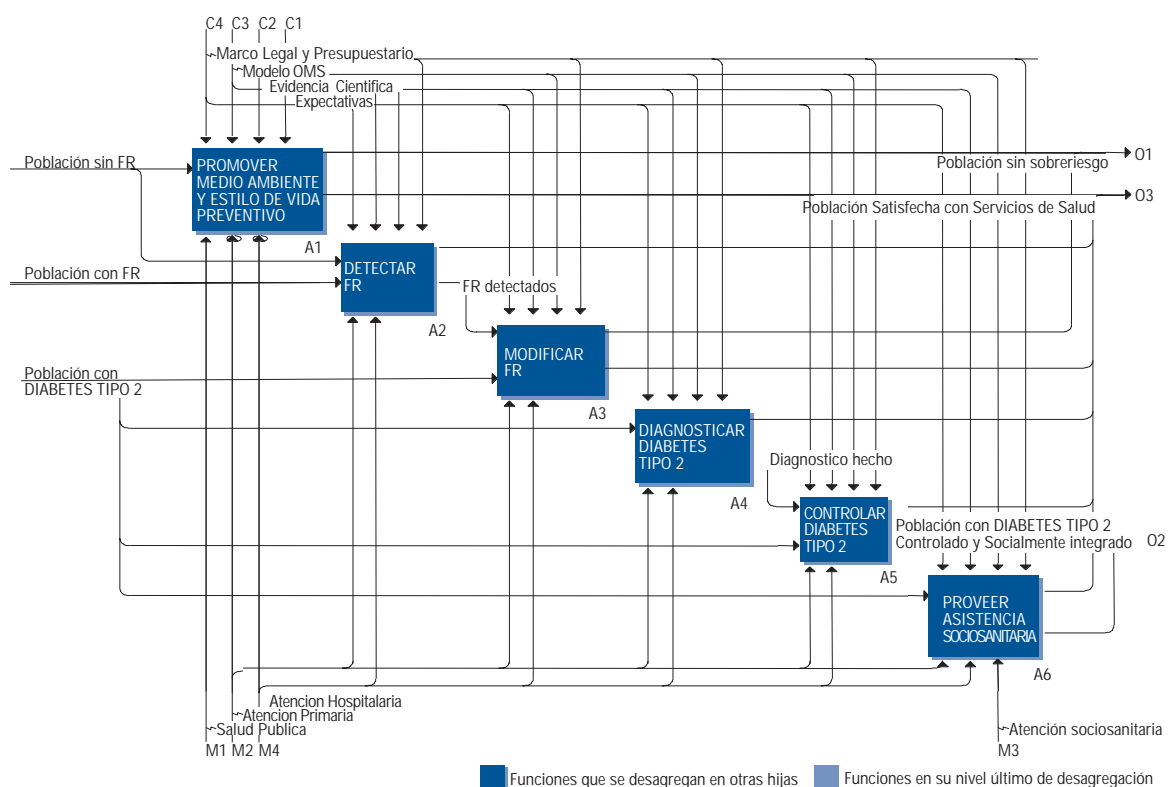 C4 C3 C2 C1
Marco Legal y Presupuestario
Modelo OMS
Evidencia Cientifica
Expectativas
Población sin FR
PROMOVER
MEDIO AMBIENTE
Y ESTILO DE VIDA
PREVENTIVO
A1
Población sin sobreriesgo
O1
Población Satisfecha con Servicios de Salud
O3
Población con FR
DETECTAR
FR
A2
FR detectados
MODIFICAR
FR
A3
Población con
DIABETES TIPO 2
DIAGNOSTICAR
DIABETES
TIPO 2
A4
Diagnostico hecho
CONTROLAR
DIABETES
TIPO 2
A5
Población con DIABETES TIPO 2
Controlado y Socialmente integrado
O2
PROVEER
ASISTENCIA
SOCIOSANITARIA
A6
Atencion Hospitalaria
Atencion Primaria
Salud Publica
M1 M2 M4
Atención sociosanitaria
M3
Funciones que se desagregan en otras hijas
Funciones en su nivel último de desagregación